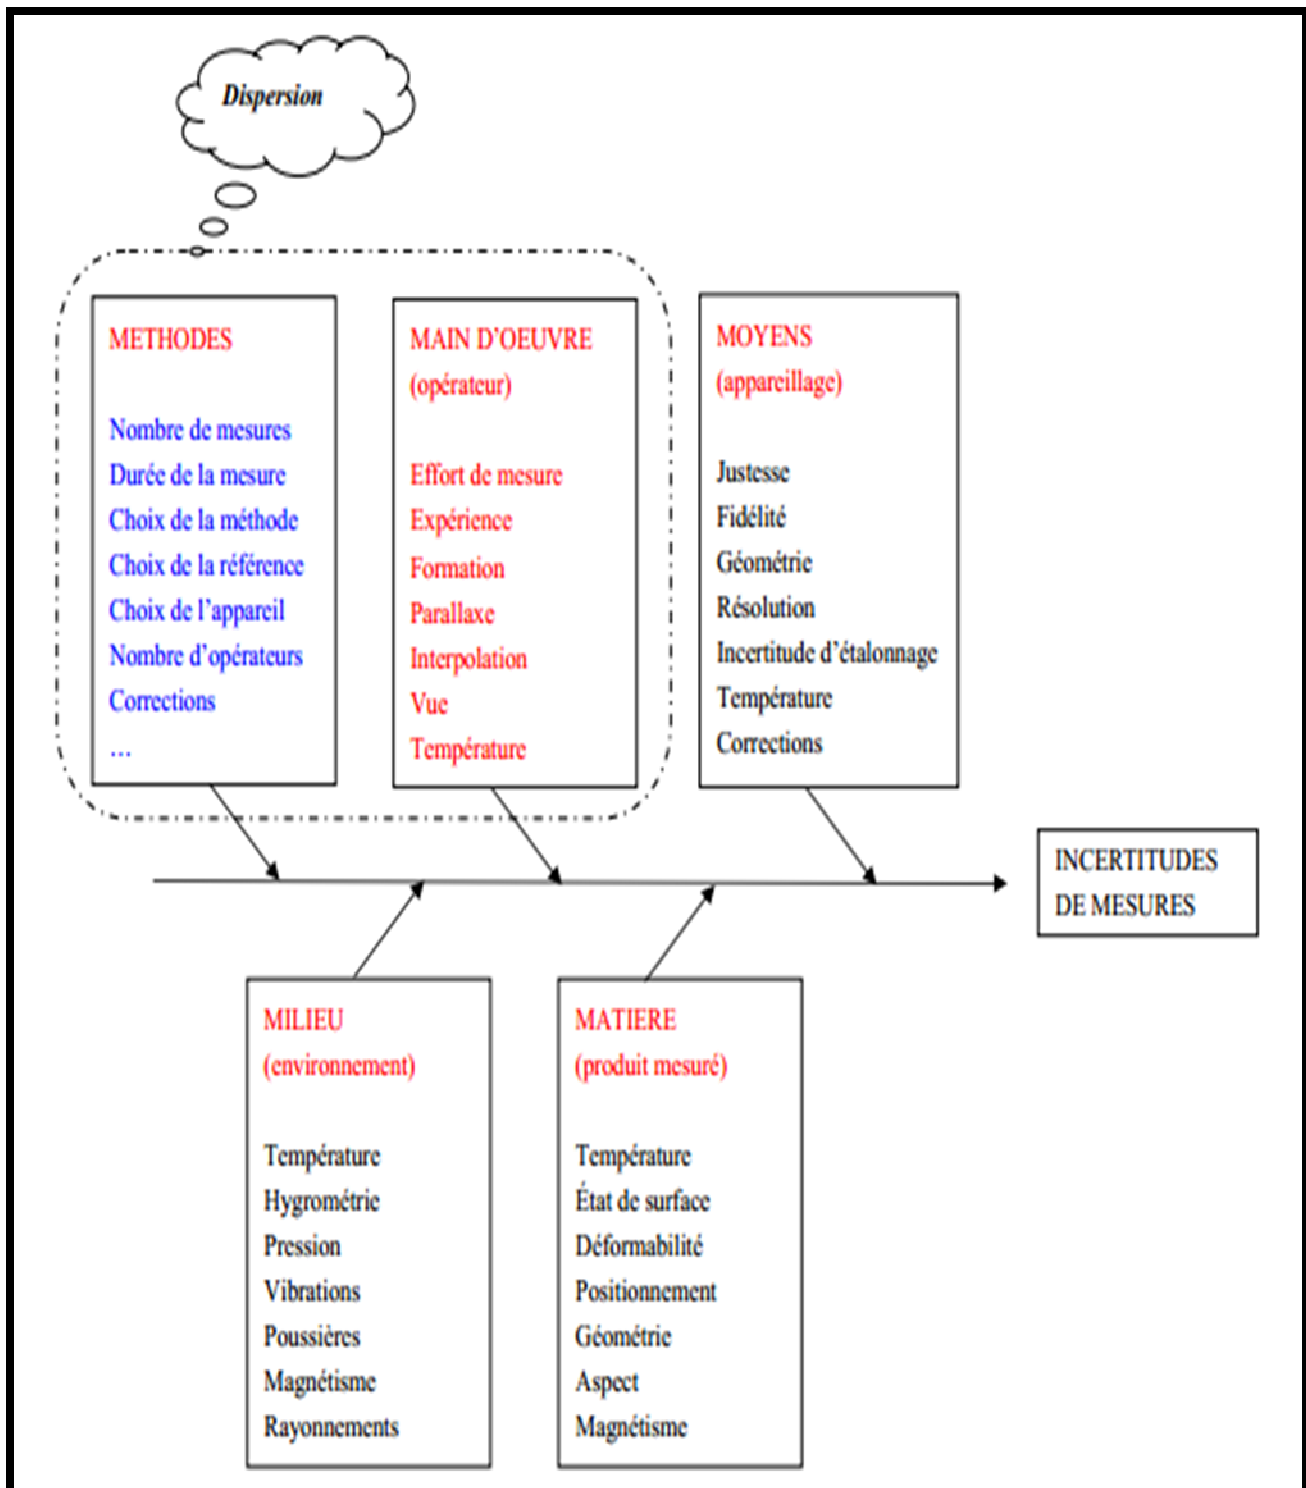 Dispersion
METHODES
Nombre de mesures
Durée de la mesure
Choix de la méthode
Choix de la référence
Choix de l'appareil
Nombre d'opérateurs
Corrections
…
MAIN D'OEUVRE
(opérateur)
Effort de mesure
Expérience
Formation
Parallaxe
Interpolation
Vue
Température
MOYENS
(appareillage)
Justesse
Fidélité
Géométrie
Résolution
Incertitude d'étalonnage
Température
Corrections
INCERTITUDES
DE MESURES
MILIEU
(environnement)
Température
Hygrométrie
Pression
Vibrations
Poussières
Magnétisme
Rayonnements
MATIERE
(produit mesuré)
Température
État de surface
Déformabilité
Positionnement
Géométrie
Aspect
Magnétisme